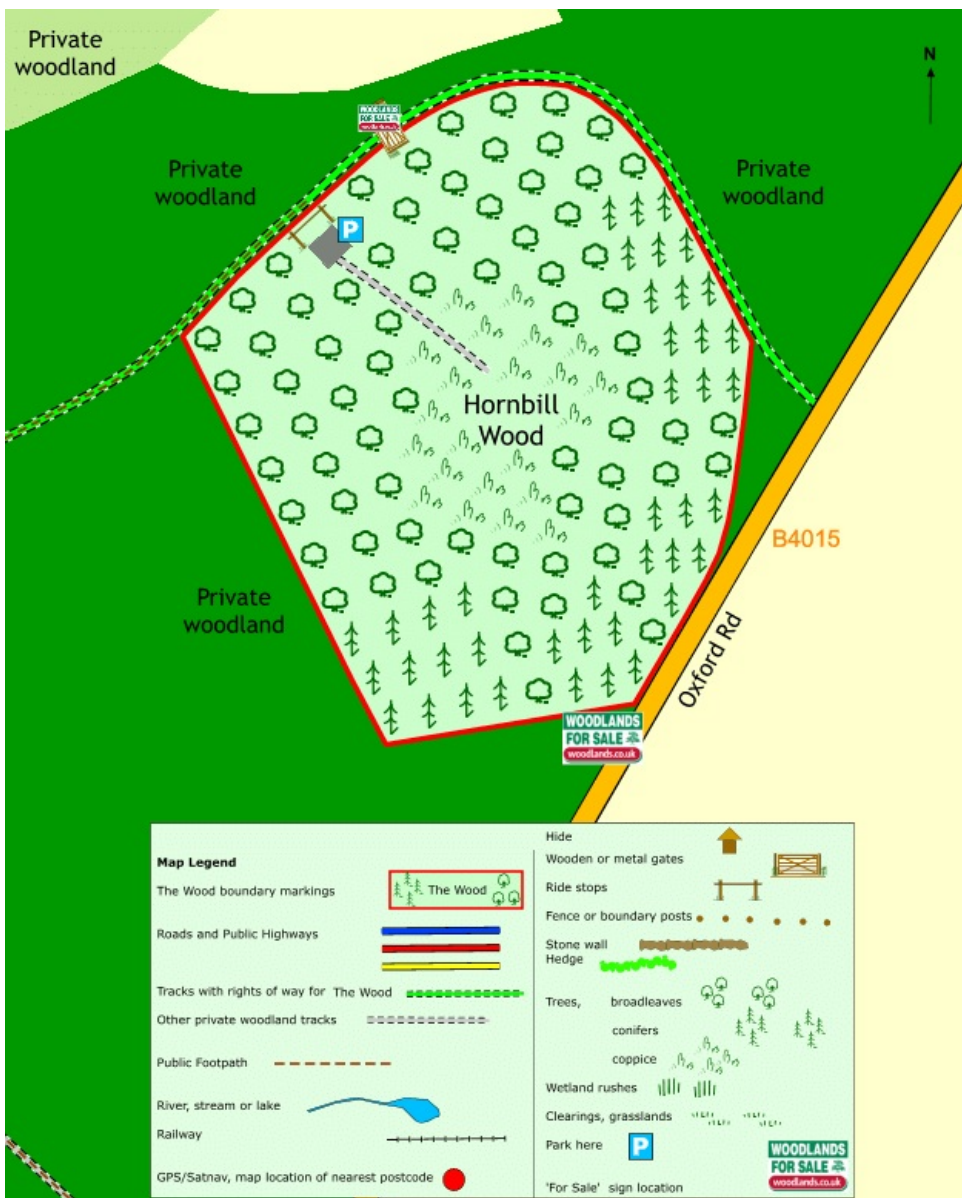 Private
woodland
N
WOODLANDS
FOR SALE
woodlands.co.uk
Private
woodland
Private
woodland
P
Hornbill
Wood
B4015
Oxford Rd
Private
woodland
WOODLANDS
FOR SALE
woodlands.co.uk
Map Legend
The Wood boundary markings
The Wood
Roads and Public Highways
Tracks with rights of way for The Wood
Other private woodland tracks
Public Footpath
River, stream or lake
Railway
GPS/Satnav, map location of nearest postcode
Hide
Wooden or metal gates
Ride stops
Fence or boundary posts
Stone wall
Hedge
Trees, broadleaves
conifers
coppice
Wetland rushes
Clearings, grasslands
Park here P
'For Sale' sign location
WOODLANDS
FOR SALE
woodlands.co.uk